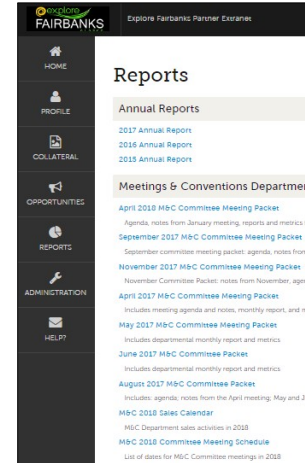 explore
FAIRBANKS
Explore Fairbanks Partner Extranet
HOME
PROFILE
COLLATERAL
OPPORTUNITIES
REPORTS
ADMINISTRATION
HELP?
Reports
Annual Reports
2017 Annual Report
2016 Annual Report
2015 Annual Report
Meetings & Conventions Departmen
April 2018 M&C Committee Meeting Packet
Agenda, notes from January meeting, reports and metrics
September 2017 M&C Committee Meeting Packet
September committee meeting packet: agenda, notes from
November 2017 M&C Committee Meeting Packet
November Committee Packet: notes from November, agen
April 2017 M&C Committee Meeting Packet
Includes meeting agenda and notes, monthly report, and m
May 2017 M&C Committee Meeting Packet
Includes departmental monthly report and metrics
June 2017 M&C Committee Packet
Includes departmental monthly report and metrics
August 2017 M&C Committee Packet
Includes: agenda; notes from the April meeting; May and J
M&C 2018 Sales Calendar
M&C Department sales activities in 2018
M&C 2018 Committee Meeting Schedule
List of dates for M&C Committee meetings in 2018